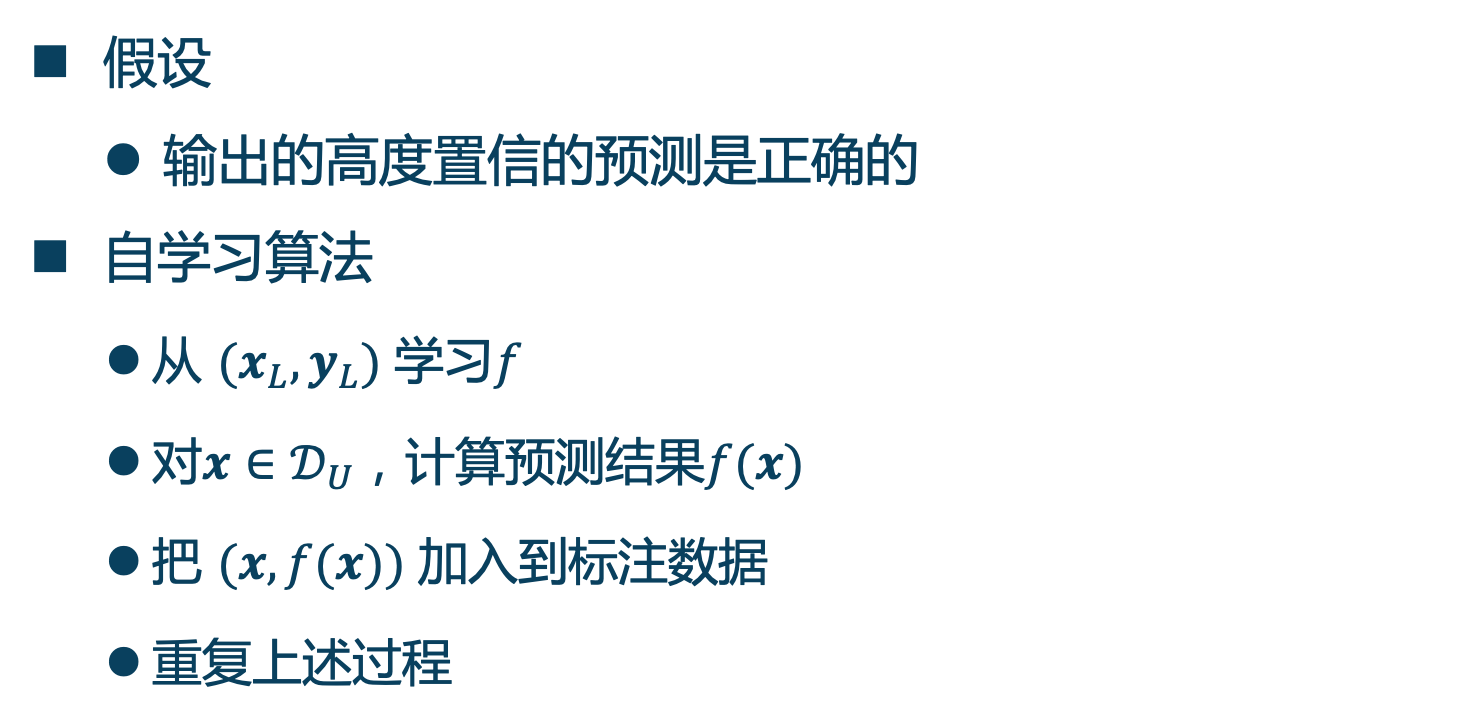 ■ 假设
● 输出的高度置信的预测是正确的
■ 自学习算法
● 从 (𝒙_L, 𝒚_L) 学习𝑓
● 对𝒙 ∈ 𝒟_U，计算预测结果𝑓(𝒙)
● 把 (𝒙, 𝑓(𝒙)) 加入到标注数据
● 重复上述过程